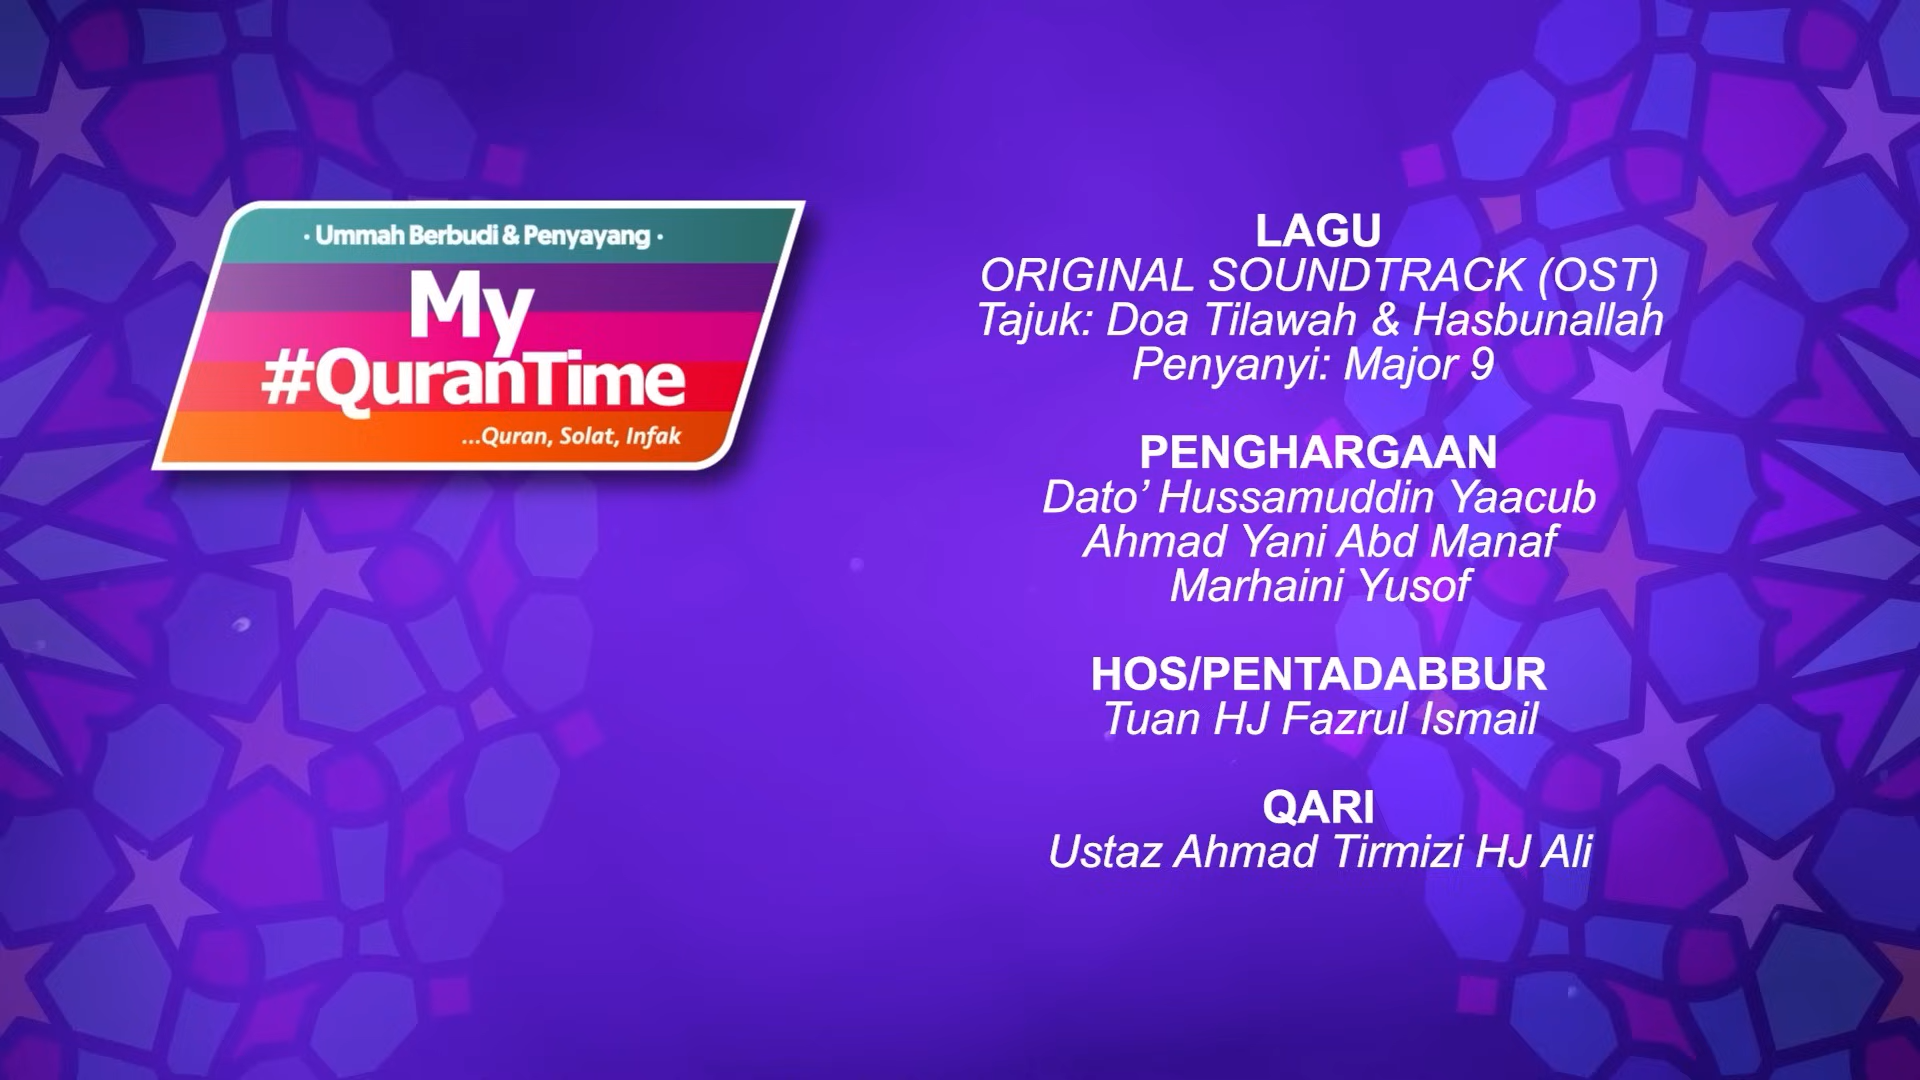 · Ummah Berbudi & Penyayang ·
My
#QuranTime
...Quran, Solat, Infak
LAGU
ORIGINAL SOUNDTRACK (OST)
Tajuk: Doa Tilawah & Hasbunallah
Penyanyi: Major 9
PENGHARGAAN
Dato’ Hussamuddin Yaacub
Ahmad Yani Abd Manaf
Marhaini Yusof
HOS/PENTADABBUR
Tuan HJ Fazrul Ismail
QARI
Ustaz Ahmad Tirmizi HJ Ali